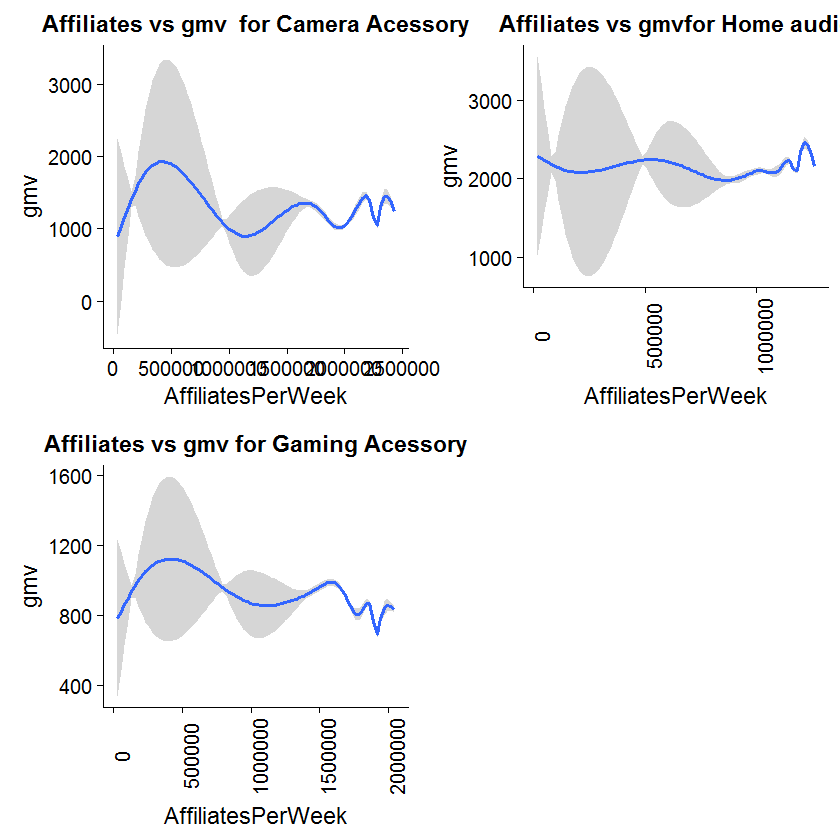 Affiliates vs gmv  for Camera Acessory
3000
2000
1000
0
gmv
0 500000 1000000 1500000 2000000 2500000
AffiliatesPerWeek
Affiliates vs gmvfor Home audi
3000
2000
1000
gmv
0 500000 1000000
AffiliatesPerWeek
Affiliates vs gmv for Gaming Acessory
1600
1200
800
400
gmv
0 500000 1000000 1500000 2000000
AffiliatesPerWeek